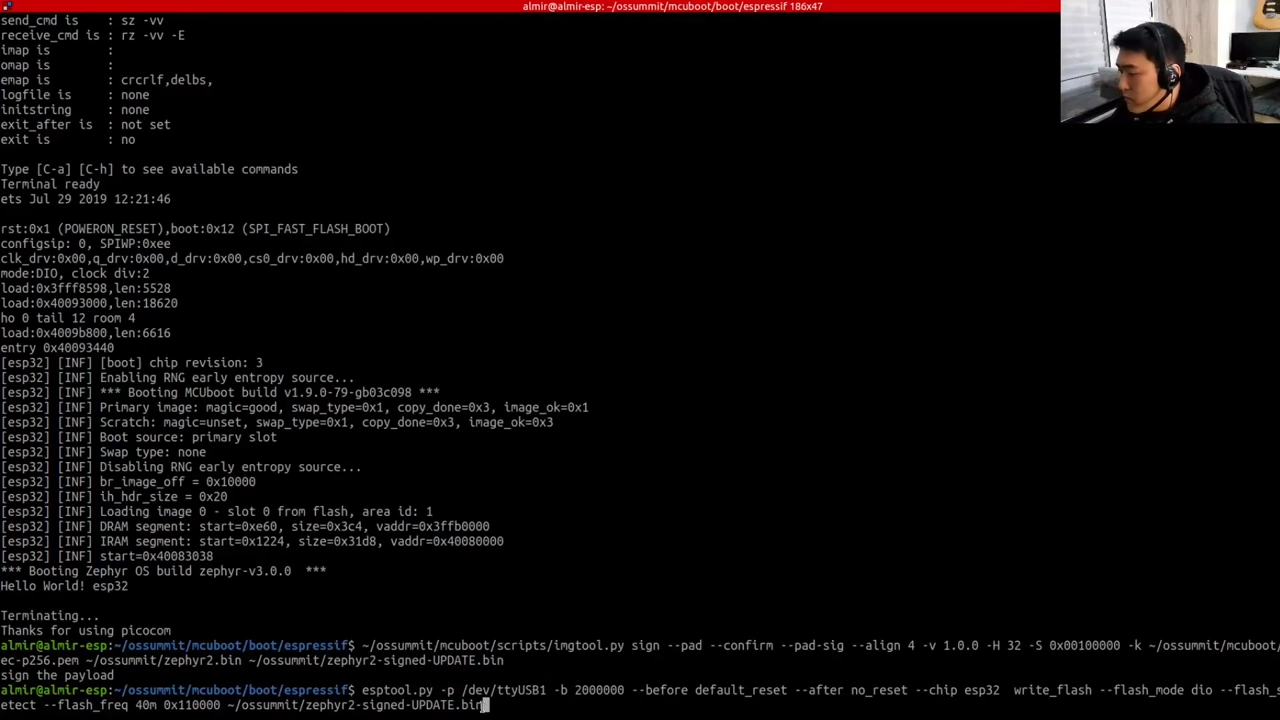 almir@almir-esp: ~/ossummit/mcuboot/boot/espressif 186x47
send_cmd is : sz -vv
receive_cmd is : rz -vv -E
imap is :
omap is :
emap is : crcrlf,delbs,
logfile is : none
initstring : none
exit_after is : not set
exit is : no
Type [C-a] [C-h] to see available commands
Terminal ready
ets Jul 29 2019 12:21:46
rst:0x1 (POWERON_RESET),boot:0x12 (SPI_FAST_FLASH_BOOT)
configsip: 0, SPIWP:0xee
clk_drv:0x00,q_drv:0x00,d_drv:0x00,cs0_drv:0x00,hd_drv:0x00,wp_drv:0x00
mode:DIO, clock div:2
load:0x3fff8598,len:5528
load:0x40093000,len:18620
ho 0 tail 12 room 4
load:0x4009b800,len:6616
entry 0x40093440
[esp32] [INF] [boot] chip revision: 3
[esp32] [INF] Enabling RNG early entropy source...
[esp32] [INF] *** Booting MCUboot build v1.9.0-79-gb03c098 ***
[esp32] [INF] Primary image: magic=good, swap_type=0x1, copy_done=0x3, image_ok=0x1
[esp32] [INF] Scratch: magic=unset, swap_type=0x1, copy_done=0x3, image_ok=0x3
[esp32] [INF] Boot source: primary slot
[esp32] [INF] Swap type: none
[esp32] [INF] Disabling RNG early entropy source...
[esp32] [INF] br_image_off = 0x10000
[esp32] [INF] ih_hdr_size = 0x20
[esp32] [INF] Loading image 0 - slot 0 from flash, area id: 1
[esp32] [INF] DRAM segment: start=0xe60, size=0x3c4, vaddr=0x3ffb0000
[esp32] [INF] IRAM segment: start=0x1224, size=0x31d8, vaddr=0x40080000
[esp32] [INF] start=0x40083038
*** Booting Zephyr OS build zephyr-v3.0.0 ***
Hello World! esp32
Terminating...
Thanks for using picocom
almir@almir-esp:~/ossummit/mcuboot/boot/espressif$ ~/ossummit/mcuboot/scripts/imgtool.py sign --pad --confirm --pad-sig --align 4 -v 1.0.0 -H 32 -S 0x00100000 -k ~/ossummit/mcuboot/root-
ec-p256.pem ~/ossummit/zephyr2.bin ~/ossummit/zephyr2-signed-UPDATE.bin
sign the payload
almir@almir-esp:~/ossummit/mcuboot/boot/espressif$ esptool.py -p /dev/ttyUSB1 -b 2000000 --before default_reset --after no_reset --chip esp32 write_flash --flash_mode dio --flash_s
etect --flash_freq 40m 0x110000 ~/ossummit/zephyr2-signed-UPDATE.bin